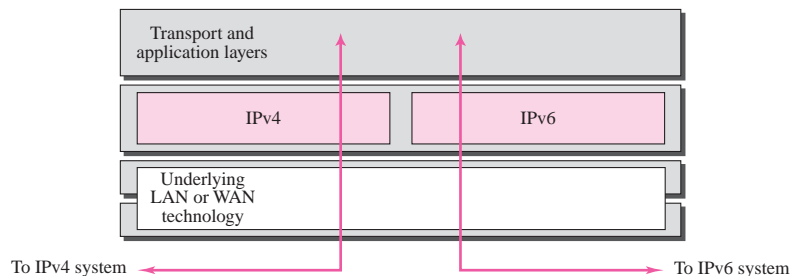 Transport and
application layers
IPv4
IPv6
Underlying
LAN or WAN
technology
To IPv4 system
To IPv6 system